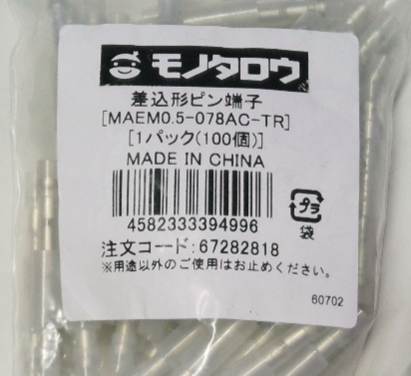 モノタロウ
差込形ピン端子
[MAEM0.5-078AC-TR]
[1パック(100個)]
MADE IN CHINA
4582333394996
プラ
袋
注文コード:67282818
※用途以外のご使用はお止めください。
60702